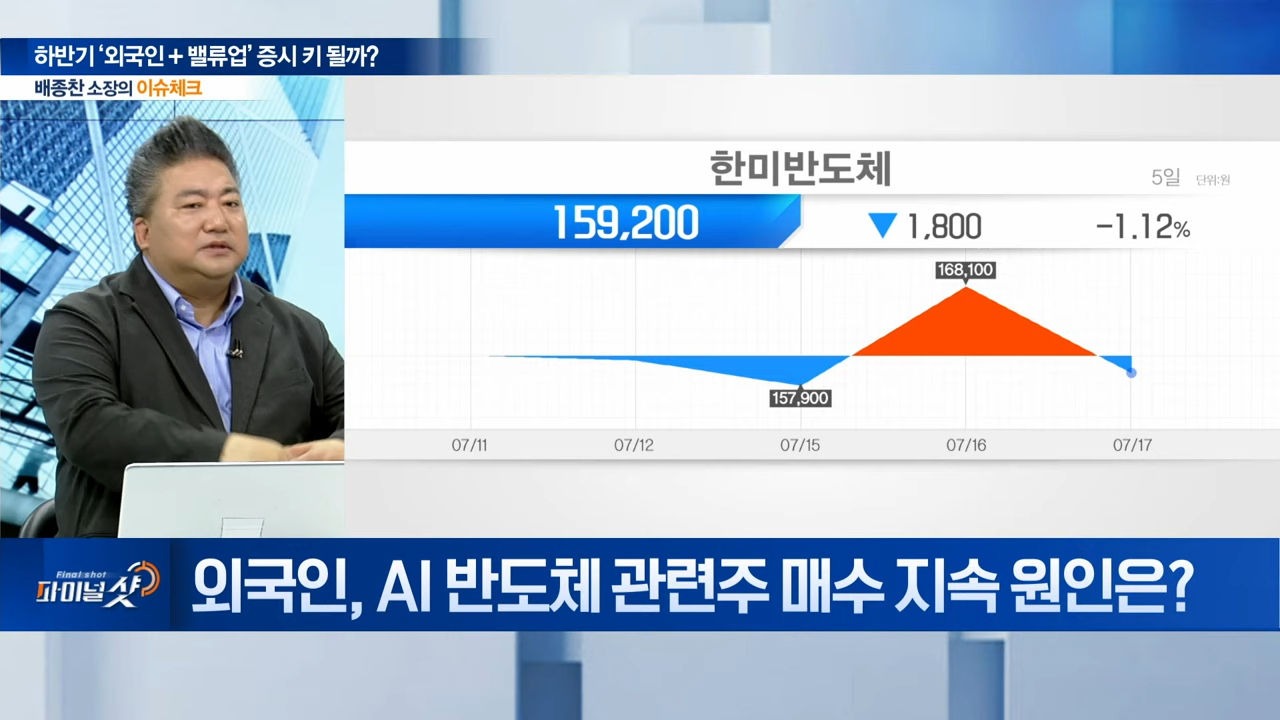 하반기 ‘외국인 + 밸류업’ 증시 키 될까?
배종찬 소장의 이슈체크
한미반도체
5일 단위:원
159,200 ▼ 1,800 -1.12%
168,100
157,900
07/11 07/12 07/15 07/16 07/17
Final shot
파이널 샷
외국인, AI 반도체 관련주 매수 지속 원인은?